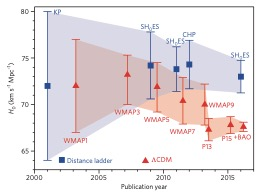 80
KP
SH₀ES
SH₀ES
CHP
SH₀ES
75
70
65
H₀ (km s⁻¹ Mpc⁻¹)
WMAP1
WMAP3
WMAP5
WMAP7
WMAP9
P13
P15
+BAO
Distance ladder
ΛCDM
2000
2005
2010
2015
Publication year